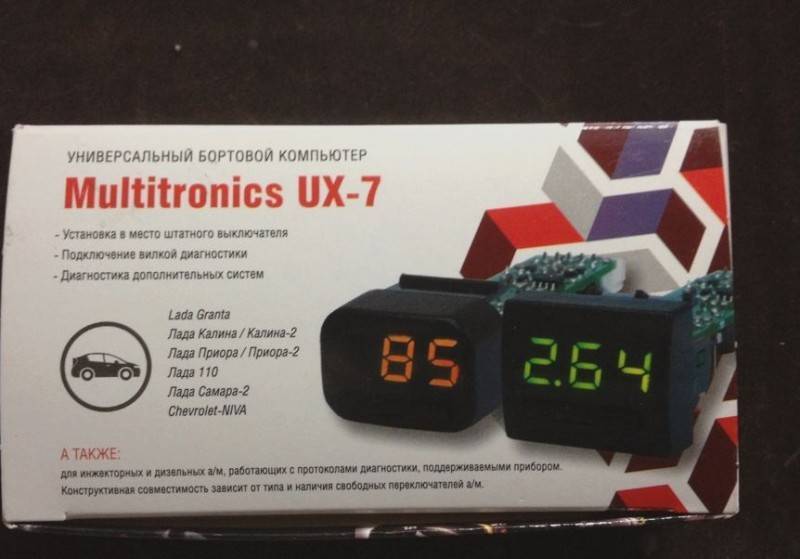 УНИВЕРСАЛЬНЫЙ БОРТОВОЙ КОМПЬЮТЕР
Multitronics UX-7
- Установка в место штатного выключателя
- Подключение вилкой диагностики
- Диагностика дополнительных систем
Lada Granta
Лада Калина / Калина-2
Лада Приора / Приора-2
Лада 110
Лада Самара-2
Chevrolet-NIVA
85
2.64
А ТАКЖЕ:
для инжекторных и дизельных а/м, работающих с протоколами диагностики, поддерживаемыми прибором.
Конструктивная совместимость зависит от типа и наличия свободных переключателей а/м.